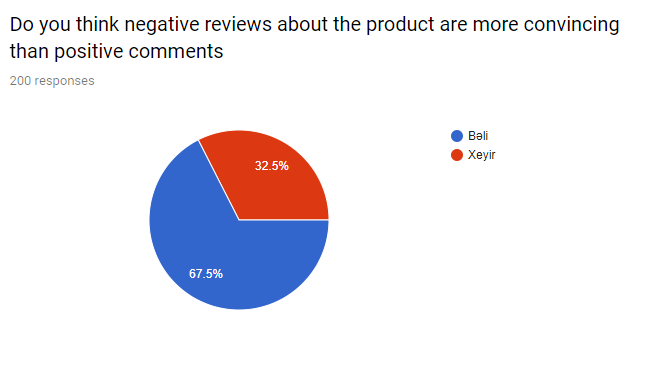 Do you think negative reviews about the product are more convincing
than positive comments
200 responses
Bəli
Xeyir
32.5%
67.5%